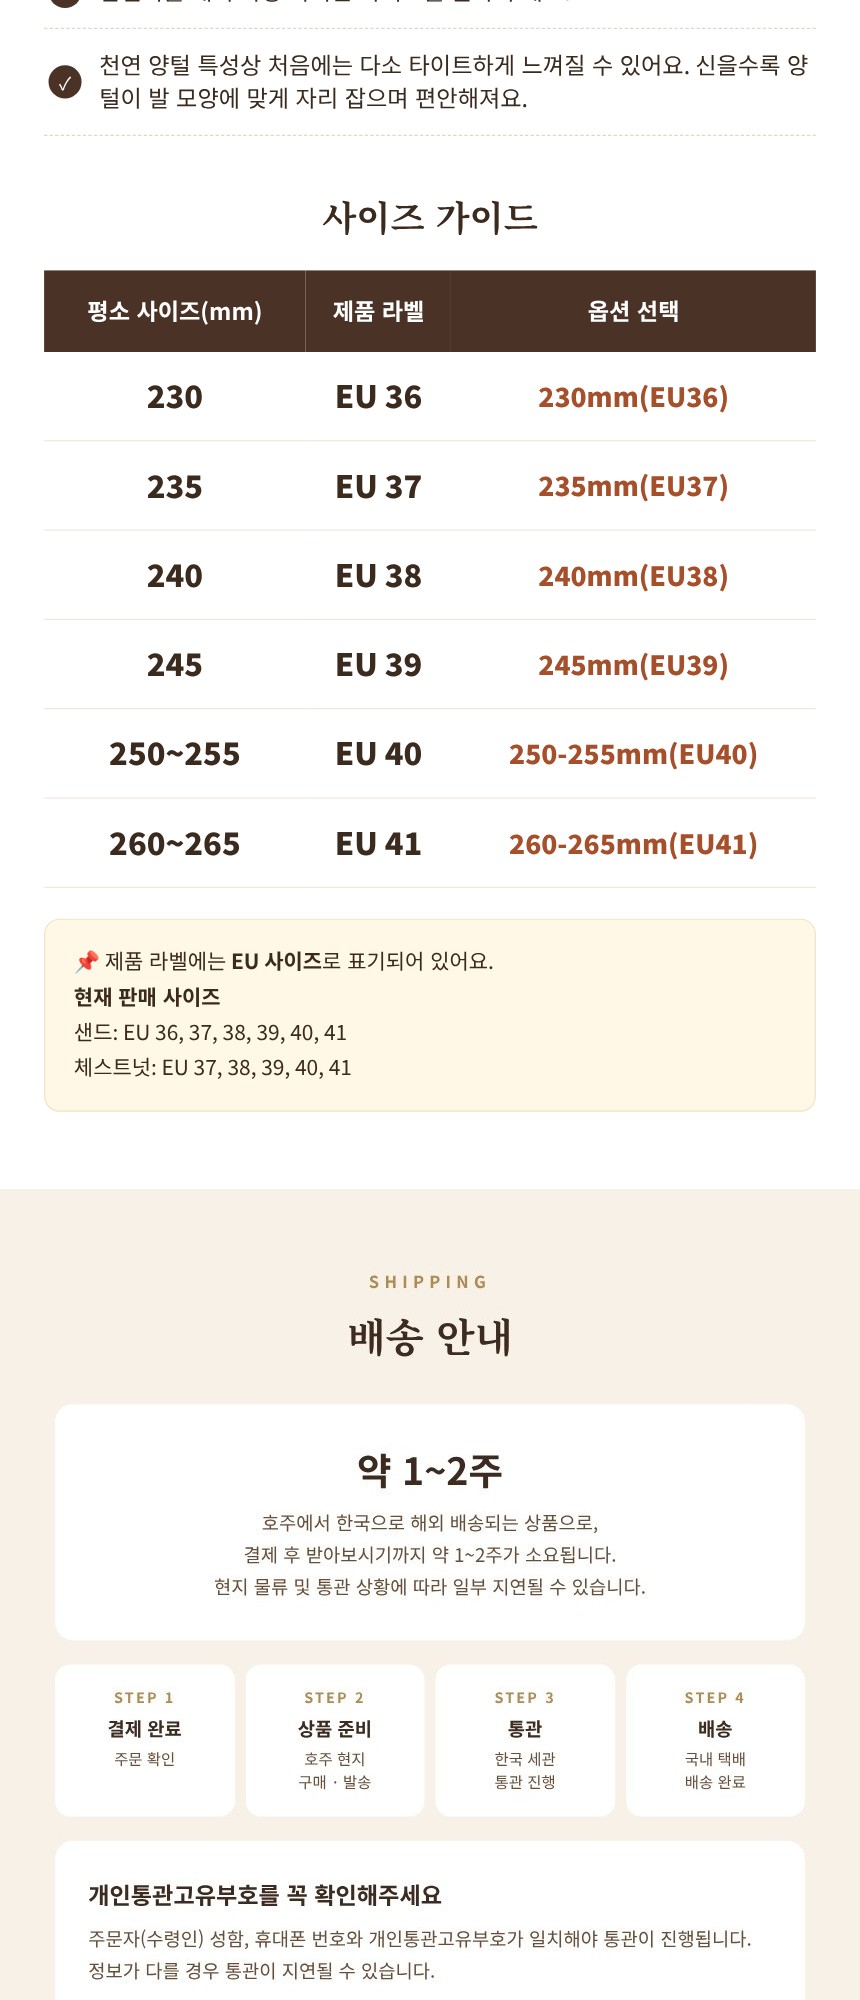 천연 양털 특성상 처음에는 다소 타이트하게 느껴질 수 있어요. 신을수록 양
털이 발 모양에 맞게 자리 잡으며 편안해져요.
사이즈 가이드
평소 사이즈(mm) 제품 라벨 옵션 선택
230 EU 36 230mm(EU36)
235 EU 37 235mm(EU37)
240 EU 38 240mm(EU38)
245 EU 39 245mm(EU39)
250~255 EU 40 250-255mm(EU40)
260~265 EU 41 260-265mm(EU41)
📌 제품 라벨에는 EU 사이즈로 표기되어 있어요.
현재 판매 사이즈
샌드: EU 36, 37, 38, 39, 40, 41
체스트넛: EU 37, 38, 39, 40, 41
SHIPPING
배송 안내
약 1~2주
호주에서 한국으로 해외 배송되는 상품으로,
결제 후 받아보시기까지 약 1~2주가 소요됩니다.
현지 물류 및 통관 상황에 따라 일부 지연될 수 있습니다.
STEP 1
결제 완료
주문 확인
STEP 2
상품 준비
호주 현지
구매 · 발송
STEP 3
통관
한국 세관
통관 진행
STEP 4
배송
국내 택배
배송 완료
개인통관고유부호를 꼭 확인해주세요
주문자(수령인) 성함, 휴대폰 번호와 개인통관고유부호가 일치해야 통관이 진행됩니다.
정보가 다를 경우 통관이 지연될 수 있습니다.